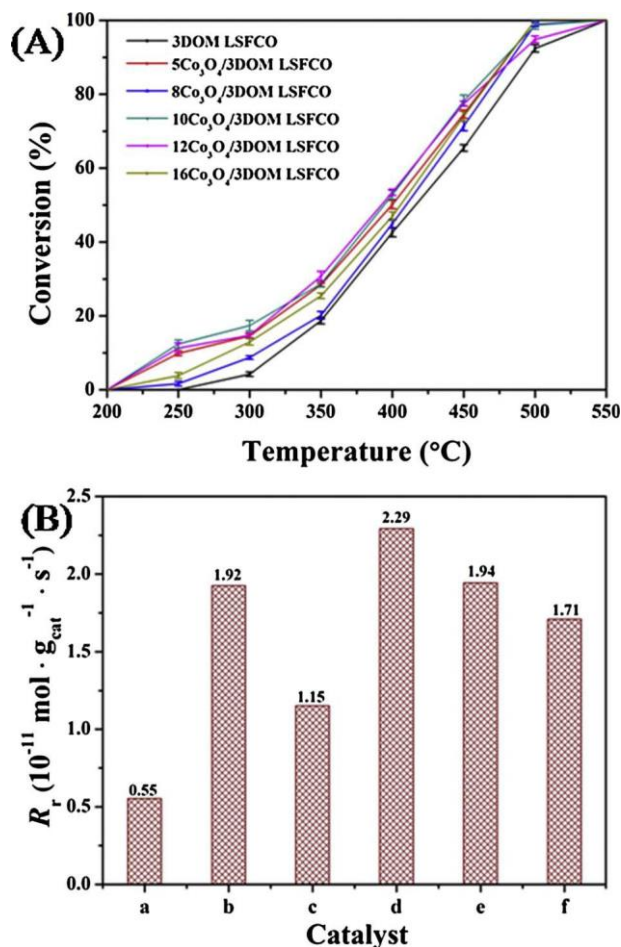 (A)
100
80
60
40
20
0
Conversion (%)
3DOM LSFCO
5Co₃O₄/3DOM LSFCO
8Co₃O₄/3DOM LSFCO
10Co₃O₄/3DOM LSFCO
12Co₃O₄/3DOM LSFCO
16Co₃O₄/3DOM LSFCO
200 250 300 350 400 450 500 550
Temperature (°C)
(B)
2.5
2.0
1.5
1.0
0.5
0.0
Rᵣ (10⁻¹¹ mol · g_cat⁻¹ · s⁻¹)
0.55
1.92
1.15
2.29
1.94
1.71
a b c d e f
Catalyst